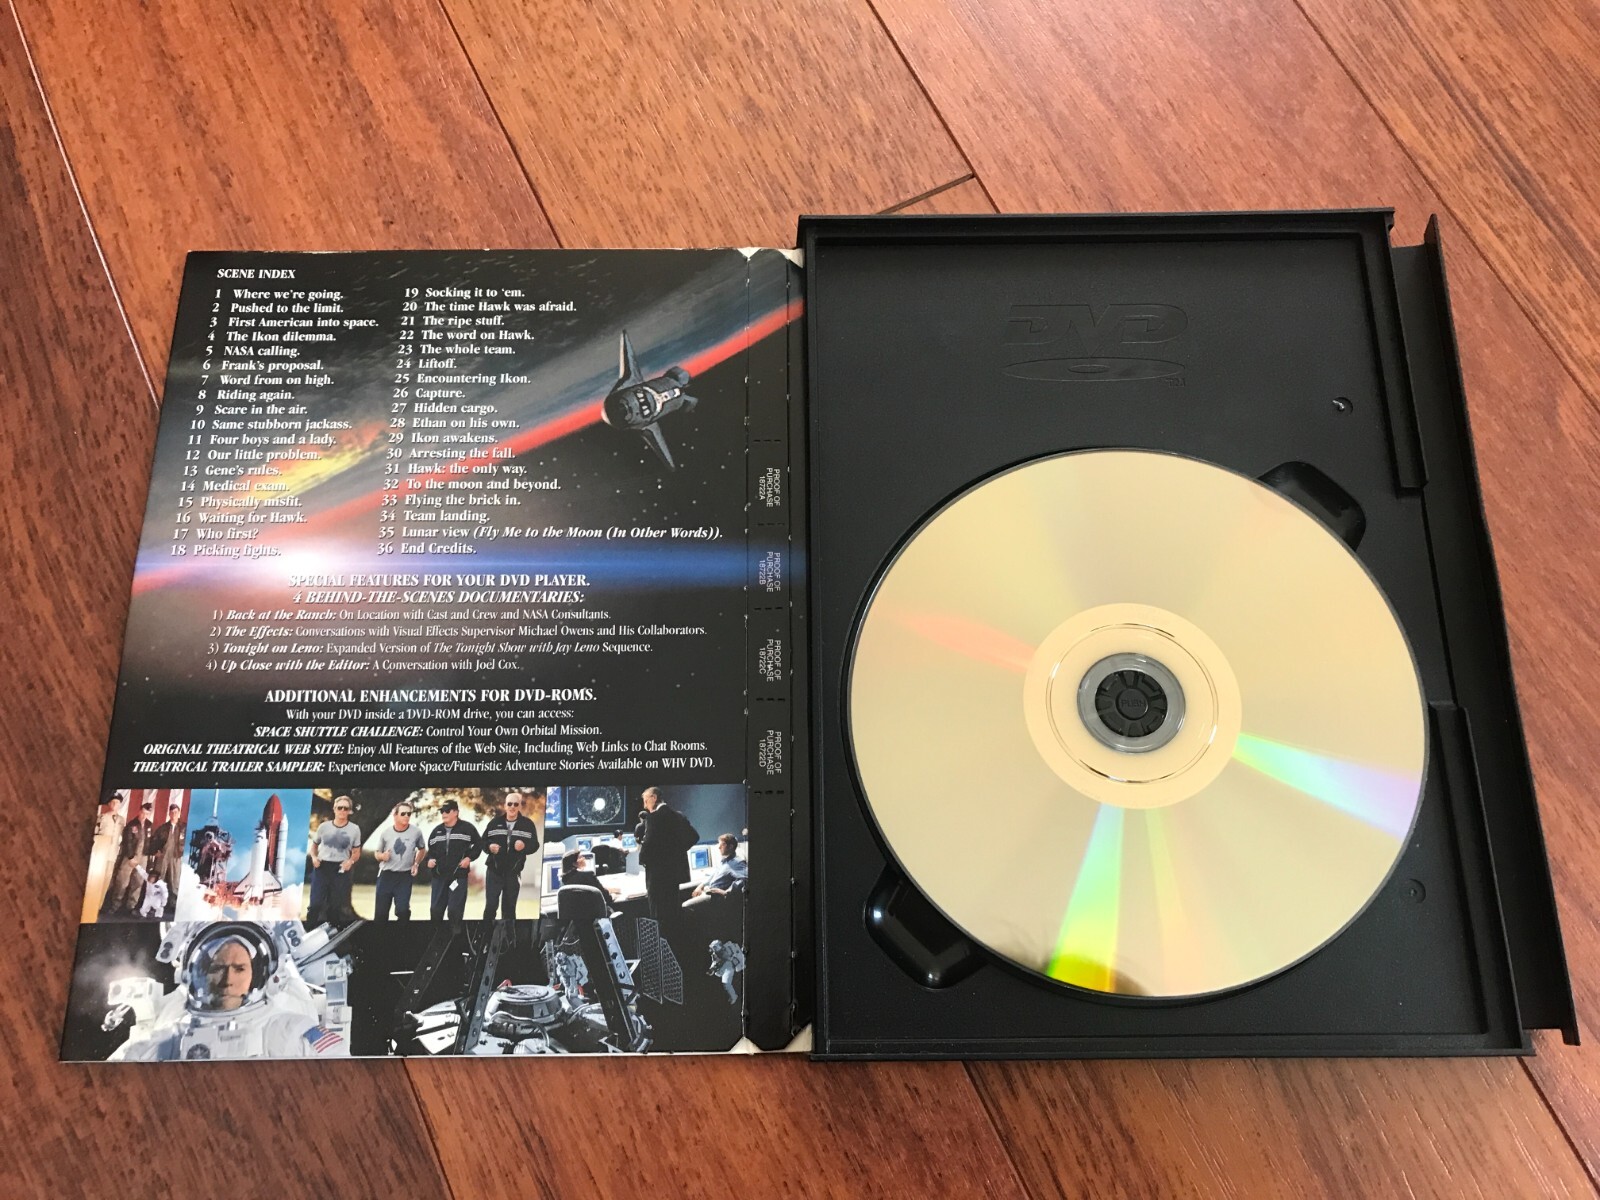 SCENE INDEX
1 Where we're going.
2 Pushed to the limit.
3 First American into space.
4 The Ikon dilemma.
5 NASA calling.
6 Frank's proposal.
7 Word from on high.
8 Riding again.
9 Scare in the air.
10 Same stubborn jackass.
11 Four boys and a lady.
12 Our little problem.
13 Gene's rules.
14 Medical exam.
15 Physically misfit.
16 Waiting for Hawk.
17 Who first?
18 Picking fights.
19 Socking it to 'em.
20 The time Hawk was afraid.
21 The ripe stuff.
22 The word on Hawk.
23 The whole team.
24 Liftoff.
25 Encountering Ikon.
26 Capture.
27 Hidden cargo.
28 Ethan on his own.
29 Ikon awakens.
30 Arresting the fall.
31 Hawk: the only way.
32 To the moon and beyond.
33 Flying the brick in.
34 Team landing.
35 Lunar view (Fly Me to the Moon (In Other Words)).
36 End Credits.
SPECIAL FEATURES FOR YOUR DVD PLAYER.
4 BEHIND-THE-SCENES DOCUMENTARIES:
1) Back at the Ranch: On Location with Cast and Crew and NASA Consultants.
2) The Effects: Conversations with Visual Effects Supervisor Michael Owens and His Collaborators.
3) Tonight on Leno: Expanded Version of The Tonight Show with Jay Leno Sequence.
4) Up Close with the Editor: A Conversation with Joel Cox.
ADDITIONAL ENHANCEMENTS FOR DVD-ROMS.
With your DVD inside a DVD-ROM drive, you can access:
SPACE SHUTTLE CHALLENGE: Control Your Own Orbital Mission.
ORIGINAL THEATRICAL WEB SITE: Enjoy All Features of the Web Site, Including Web Links to Chat Rooms.
THEATRICAL TRAILER SAMPLER: Experience More Space/Futuristic Adventure Stories Available on WHV DVD.
PROOF OF
PURCHASE
18722A
PROOF OF
PURCHASE
18722B
PROOF OF
PURCHASE
18722C
PROOF OF
PURCHASE
18722D
DVD